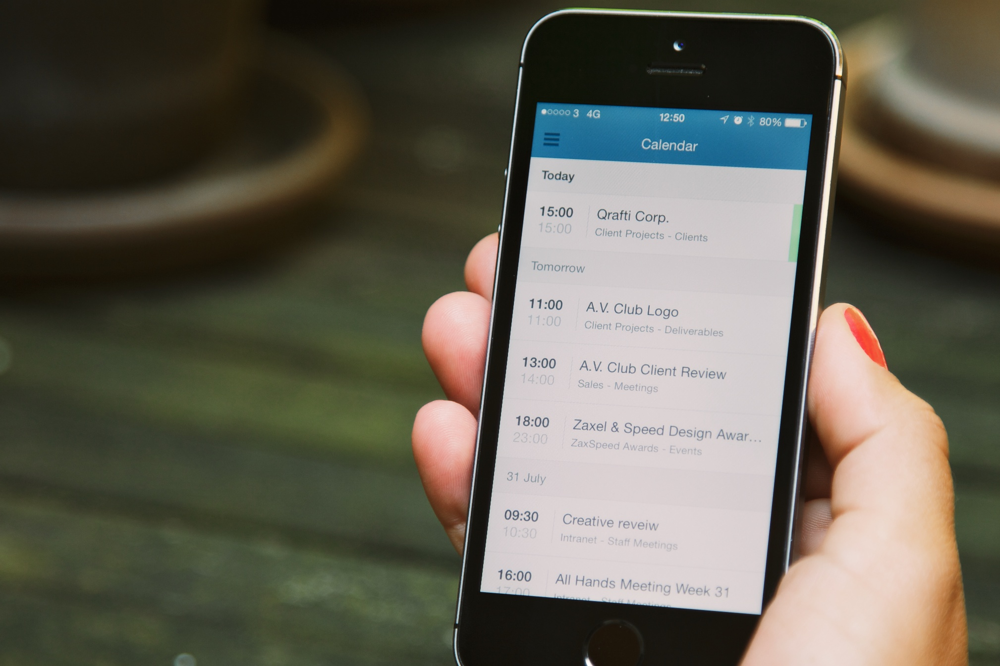 3 4G 12:50 80%
Calendar
Today
15:00 Qrafti Corp.
15:00 Client Projects - Clients
Tomorrow
11:00 A.V. Club Logo
11:00 Client Projects - Deliverables
13:00 A.V. Club Client Review
14:00 Sales - Meetings
18:00 Zaxel & Speed Design Awar...
23:00 ZaxSpeed Awards - Events
31 July
09:30 Creative reveiw
10:30 Intranet - Staff Meetings
16:00 All Hands Meeting Week 31
17:00 Intranet - Staff Meetings